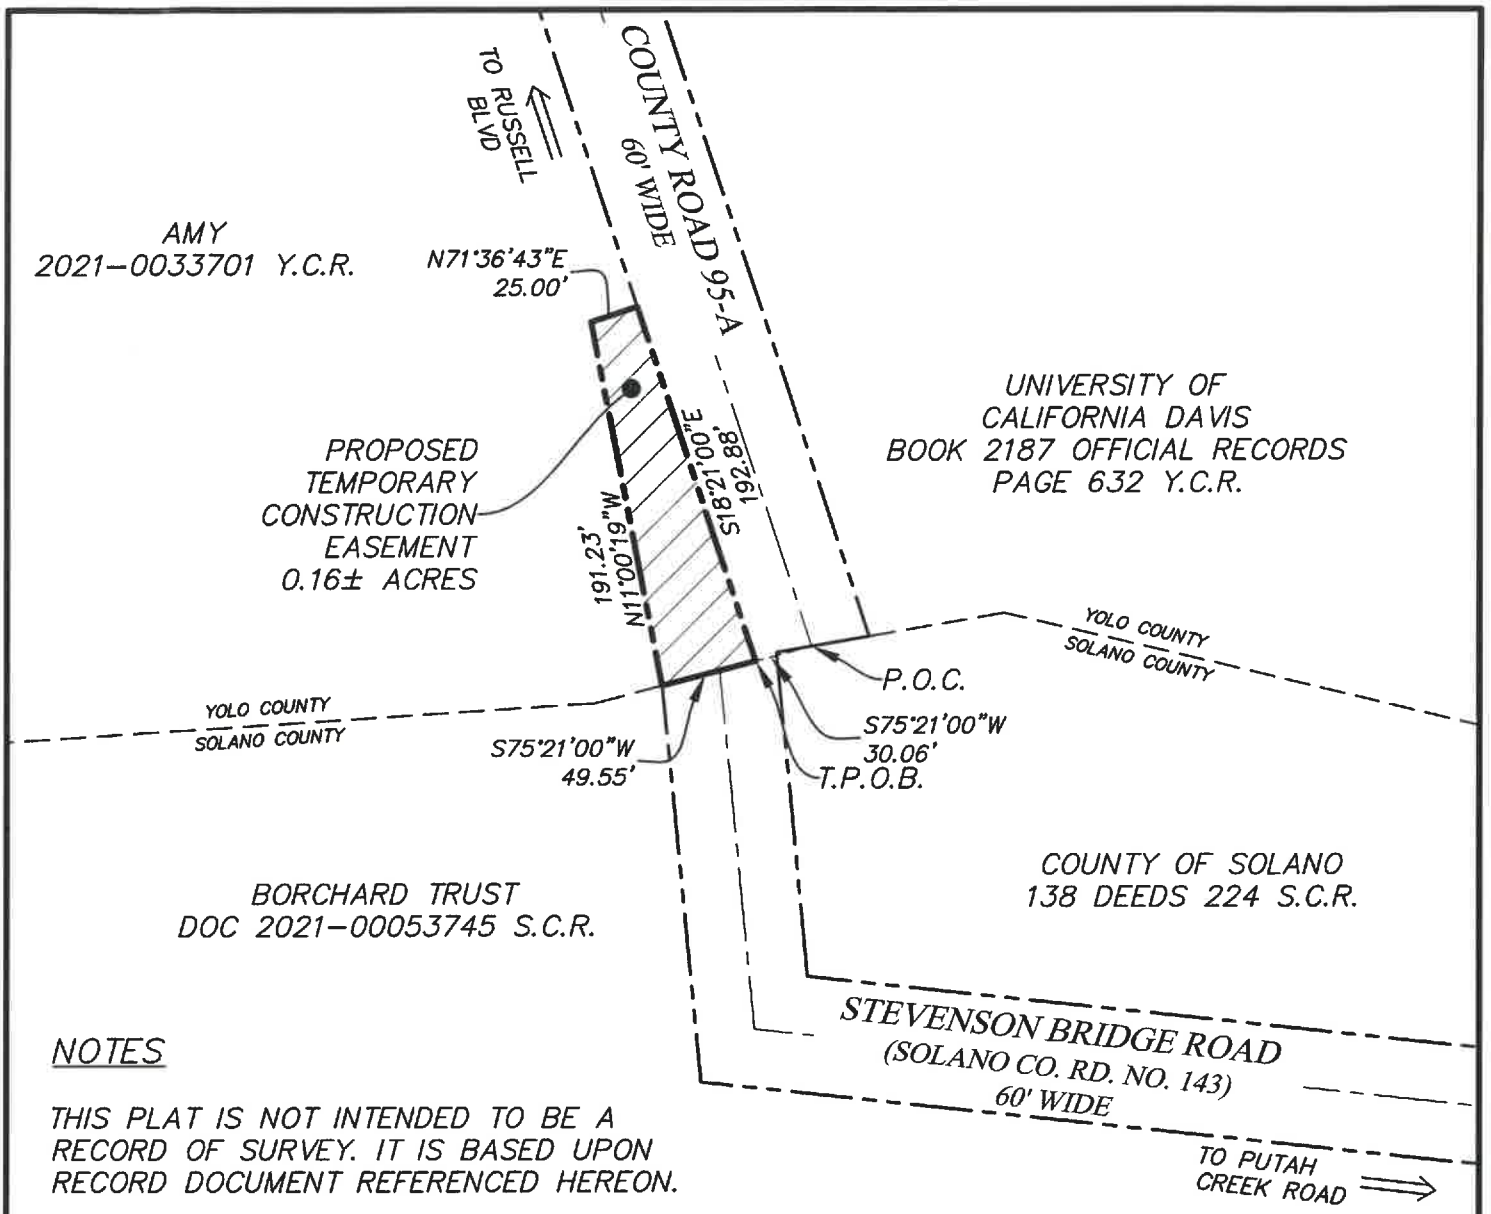 TO RUSSELL
BLVD
COUNTY ROAD 95-A
60' WIDE
AMY
2021-0033701 Y.C.R.
N71°36'43"E
25.00'
UNIVERSITY OF
CALIFORNIA DAVIS
BOOK 2187 OFFICIAL RECORDS
PAGE 632 Y.C.R.
PROPOSED
TEMPORARY
CONSTRUCTION
EASEMENT
0.16± ACRES
191.23'
N11°00'19"W
S18°21'00"E
192.88'
YOLO COUNTY
SOLANO COUNTY
P.O.C.
YOLO COUNTY
SOLANO COUNTY
S75°21'00"W
49.55'
S75°21'00"W
30.06'
T.P.O.B.
BORCHARD TRUST
DOC 2021-00053745 S.C.R.
COUNTY OF SOLANO
138 DEEDS 224 S.C.R.
STEVENSON BRIDGE ROAD
(SOLANO CO. RD. NO. 143)
60' WIDE
NOTES
THIS PLAT IS NOT INTENDED TO BE A
RECORD OF SURVEY. IT IS BASED UPON
RECORD DOCUMENT REFERENCED HEREON.
TO PUTAH
CREEK ROAD